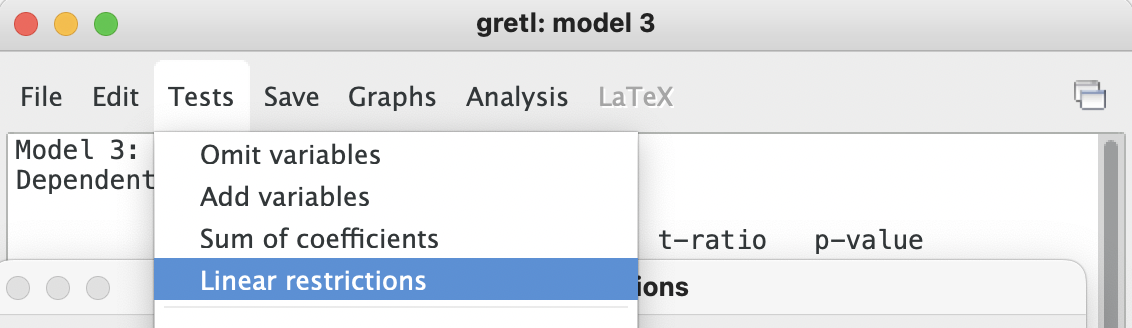 gretl: model 3
File Edit Tests Save Graphs Analysis LaTeX
Model 3:
Dependent
Omit variables
Add variables
Sum of coefficients
t-ratio p-value
Linear restrictions
ions